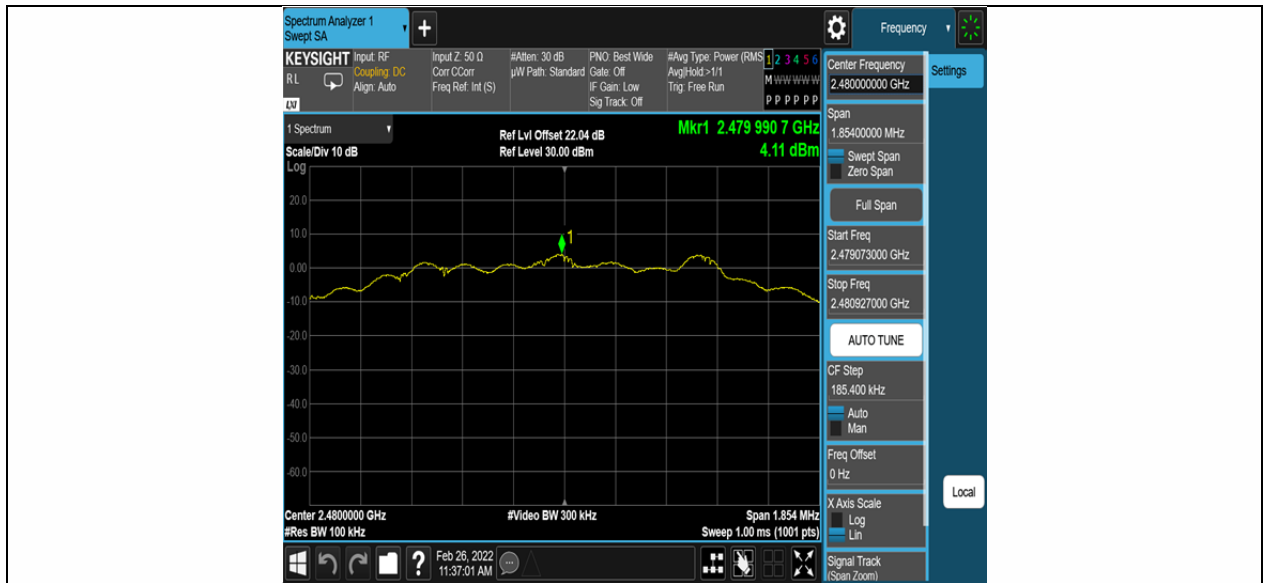 Spectrum Analyzer 1
Swept SA
Frequency
KEYSIGHT
RL
LXI
Input: RF
Coupling: DC
Align: Auto
Input Z: 50 Ω
Corr CCorr
Freq Ref: Int (S)
#Atten: 30 dB
µW Path: Standard
PNO: Best Wide
Gate: Off
IF Gain: Low
Sig Track: Off
#Avg Type: Power (RMS
Avg|Hold:>1/1
Trig: Free Run
1 2 3 4 5 6
M W W W W W
P P P P P P
1 Spectrum
Scale/Div 10 dB
Log
Ref Lvl Offset 22.04 dB
Ref Level 30.00 dBm
Mkr1 2.479 990 7 GHz
4.11 dBm
20.0
10.0
0.00
-10.0
-20.0
-30.0
-40.0
-50.0
-60.0
1
Center 2.4800000 GHz
#Res BW 100 kHz
#Video BW 300 kHz
Span 1.854 MHz
Sweep 1.00 ms (1001 pts)
Feb 26, 2022
11:37:01 AM
Center Frequency
2.480000000 GHz
Span
1.85400000 MHz
Swept Span
Zero Span
Full Span
Start Freq
2.479073000 GHz
Stop Freq
2.480927000 GHz
AUTO TUNE
CF Step
185.400 kHz
Auto
Man
Freq Offset
0 Hz
X Axis Scale
Log
Lin
Signal Track
(Span Zoom)
Settings
Local